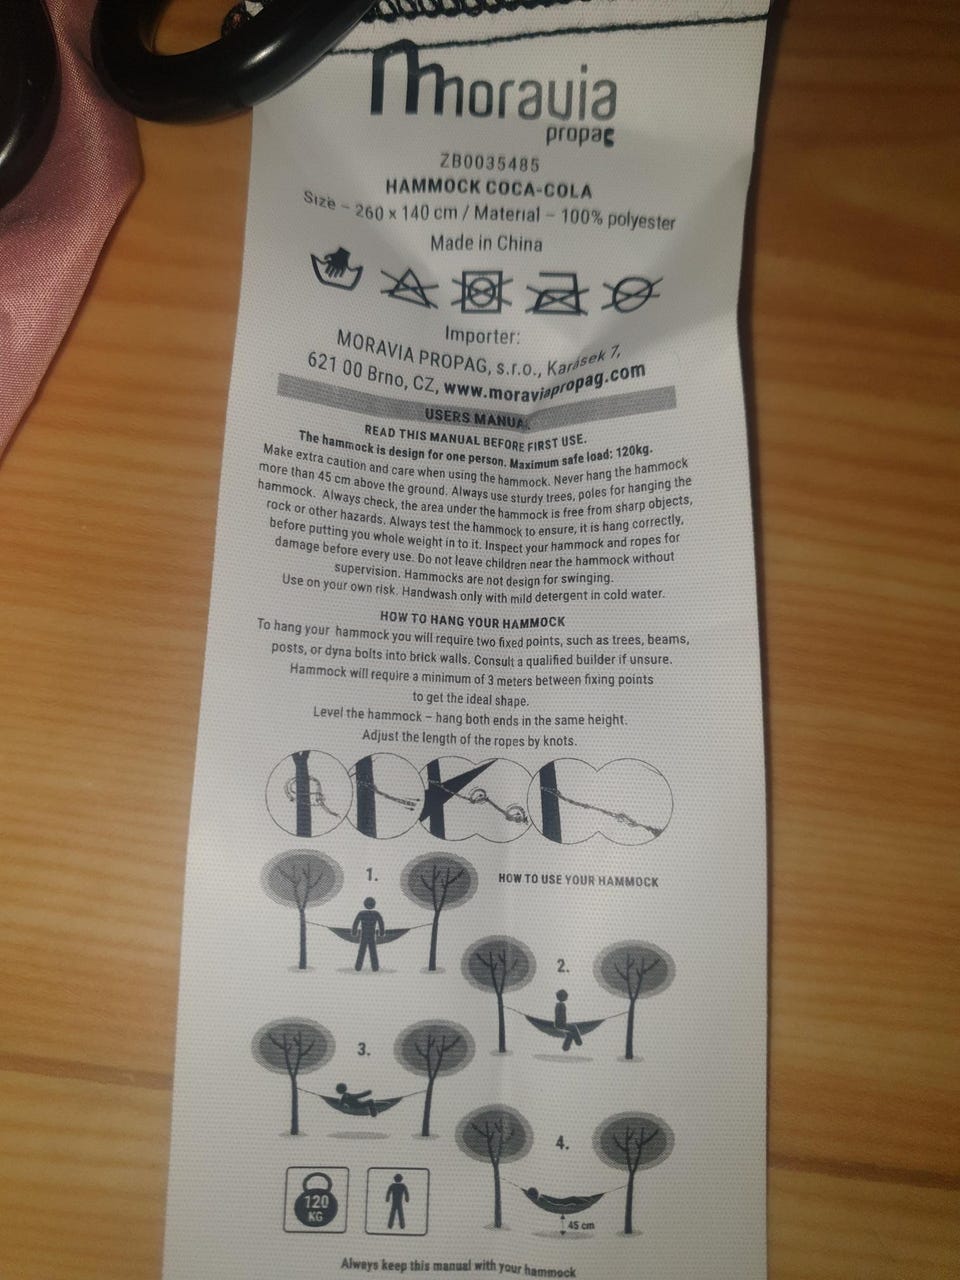 moravia
propag
ZB0035485
HAMMOCK COCA-COLA
Size – 260 x 140 cm / Material – 100% polyester
Made in China
Importer:
MORAVIA PROPAG, s.r.o., Karásek 7,
621 00 Brno, CZ, www.moraviapropag.com
USERS MANUAL
READ THIS MANUAL BEFORE FIRST USE.
The hammock is design for one person. Maximum safe load: 120kg.
Make extra caution and care when using the hammock. Never hang the hammock
more than 45 cm above the ground. Always use sturdy trees, poles for hanging the
hammock. Always check, the area under the hammock is free from sharp objects,
rock or other hazards. Always test the hammock to ensure, it is hang correctly,
before putting you whole weight in to it. Inspect your hammock and ropes for
damage before every use. Do not leave children near the hammock without
supervision. Hammocks are not design for swinging.
Use on your own risk. Handwash only with mild detergent in cold water.
HOW TO HANG YOUR HAMMOCK
To hang your hammock you will require two fixed points, such as trees, beams,
posts, or dyna bolts into brick walls. Consult a qualified builder if unsure.
Hammock will require a minimum of 3 meters between fixing points
to get the ideal shape.
Level the hammock – hang both ends in the same height.
Adjust the length of the ropes by knots.
HOW TO USE YOUR HAMMOCK
1.
2.
3.
4.
45 cm
120
KG
Always keep this manual with your hammock